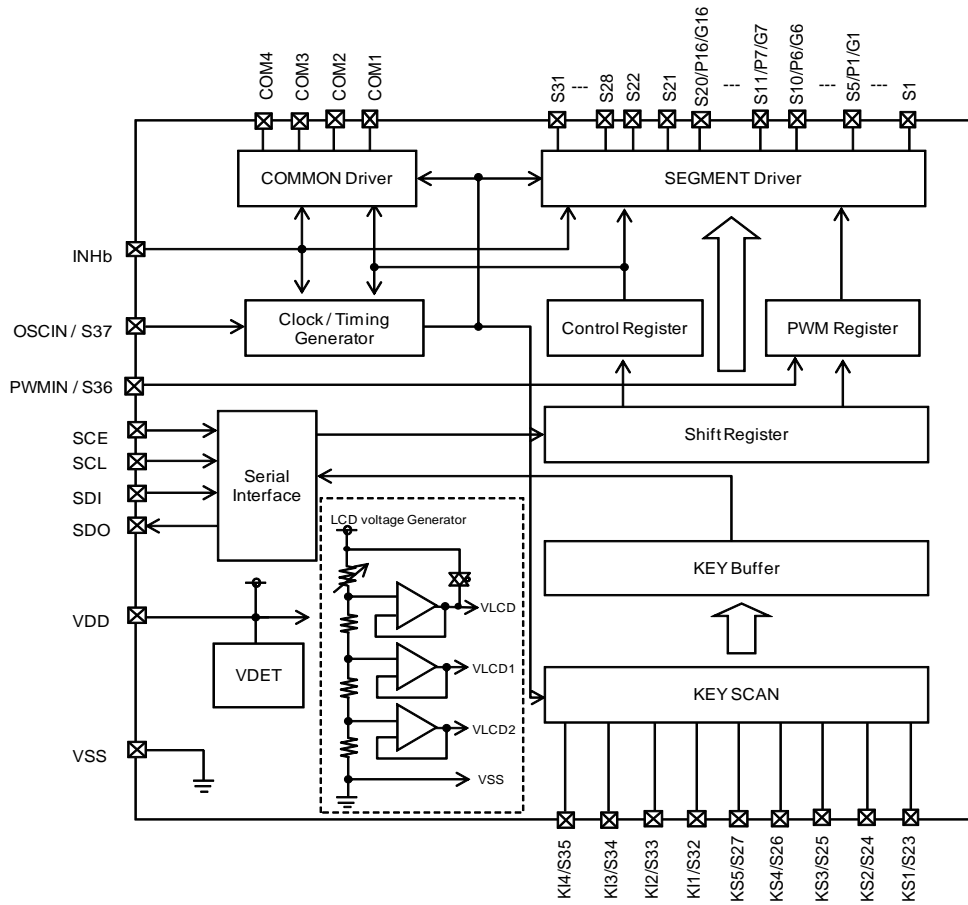 COM4
COM3
COM2
COM1
S31
---
S28
S22
S21
S20/P16/G16
---
S11/P7/G7
S10/P6/G6
---
S5/P1/G1
---
S1
COMMON Driver
SEGMENT Driver
INHb
OSCIN / S37
Clock / Timing
Generator
Control Register
PWM Register
PWMIN / S36
SCE
SCL
SDI
SDO
Serial
Interface
Shift Register
LCD voltage Generator
KEY Buffer
VLCD
VDD
VDET
VLCD1
KEY SCAN
VLCD2
VSS
VSS
KI4/S35
KI3/S34
KI2/S33
KI1/S32
KS5/S27
KS4/S26
KS3/S25
KS2/S24
KS1/S23